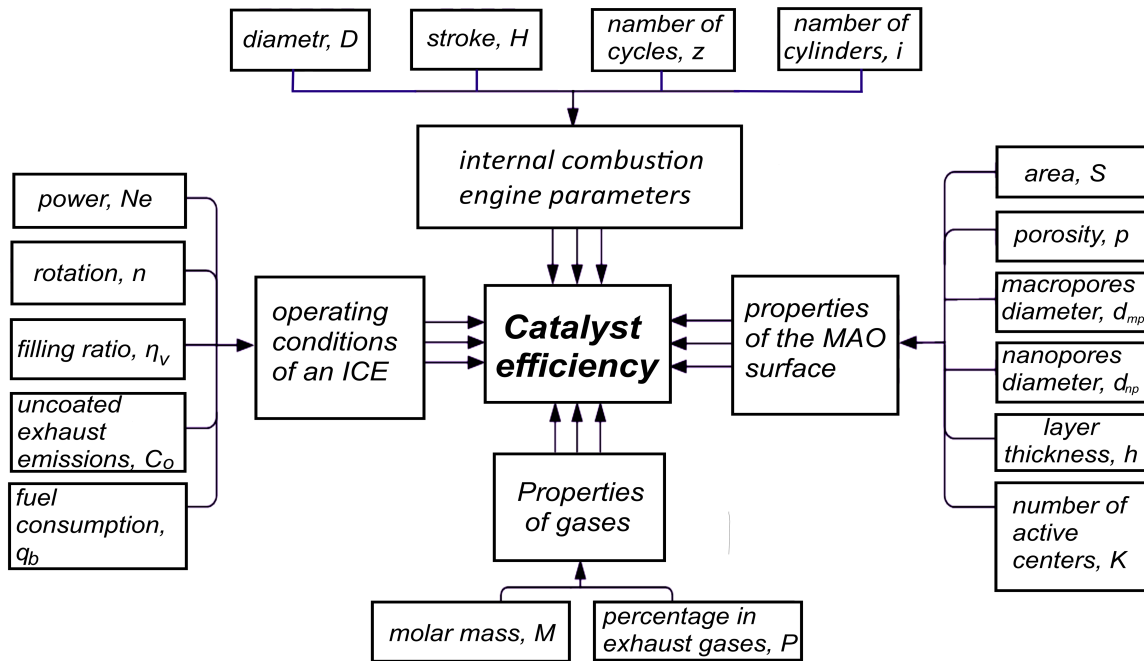 diametr, D
stroke, H
namber of
cycles, z
namber of
cylinders, i
internal combustion
engine parameters
power, Ne
rotation, n
filling ratio, ηv
uncoated
exhaust
emissions, Co
fuel
consumption,
qb
operating
conditions
of an ICE
Catalyst
efficiency
properties
of the MAO
surface
area, S
porosity, p
macropores
diameter, dmp
nanopores
diameter, dnp
layer
thickness, h
number of
active
centers, K
Properties
of gases
molar mass, M
percentage in
exhaust gases, P